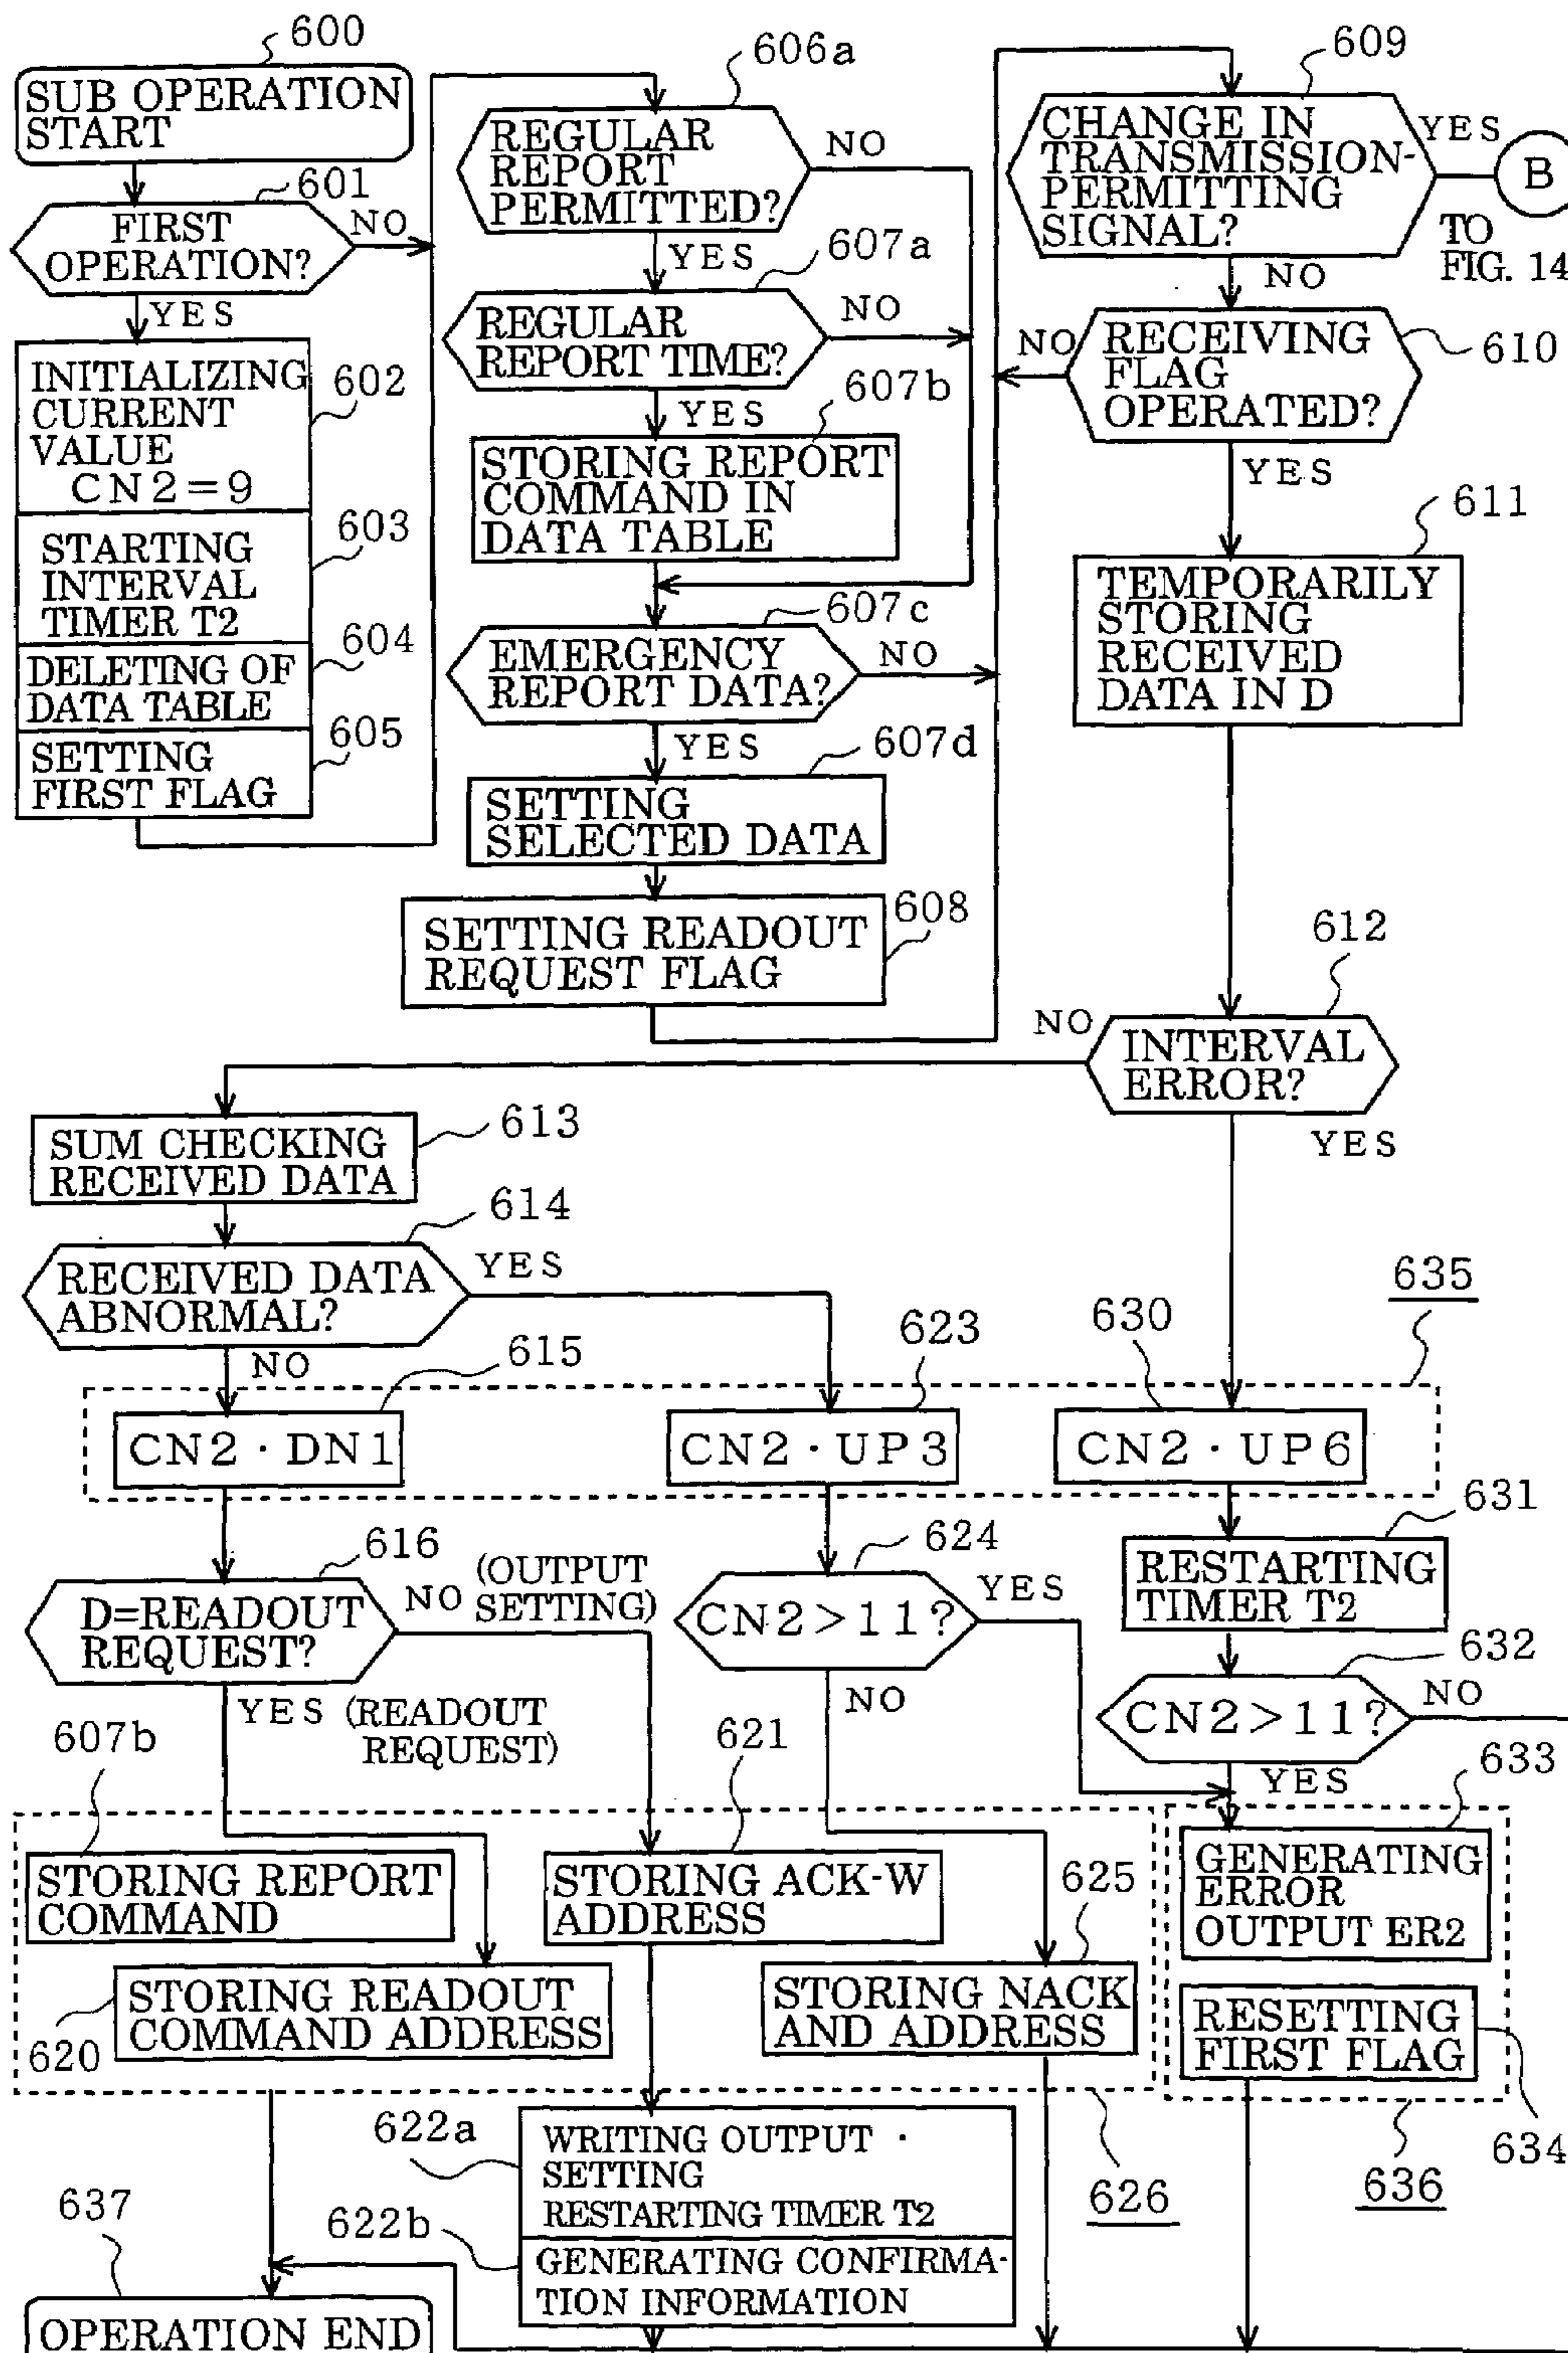 600
SUB OPERATION
START
601
FIRST
OPERATION?
NO
YES
INITIALIZING
CURRENT
VALUE
CN2=9
602
STARTING
INTERVAL
TIMER T2
603
DELETING OF
DATA TABLE
604
SETTING
FIRST FLAG
605
606a
REGULAR
REPORT
PERMITTED?
NO
YES
607a
REGULAR
REPORT TIME?
NO
YES
607b
STORING REPORT
COMMAND IN
DATA TABLE
607c
EMERGENCY
REPORT DATA?
NO
YES
607d
SETTING
SELECTED DATA
608
SETTING READOUT
REQUEST FLAG
609
CHANGE IN
TRANSMISSION-
PERMITTING
SIGNAL?
YES
B
TO
FIG. 14
NO
NO
RECEIVING
FLAG
OPERATED?
610
YES
611
TEMPORARILY
STORING
RECEIVED
DATA IN D
612
NO
INTERVAL
ERROR?
YES
SUM CHECKING
RECEIVED DATA
613
614
RECEIVED DATA
ABNORMAL?
YES
NO
615
623
630
635
CN2·DN1
CN2·UP3
CN2·UP6
616
D=READOUT
REQUEST?
NO (OUTPUT
SETTING)
YES (READOUT
REQUEST)
624
CN2>11?
YES
NO
631
RESTARTING
TIMER T2
632
CN2>11?
NO
YES
607b
STORING REPORT
COMMAND
620
STORING READOUT
COMMAND ADDRESS
621
STORING ACK-W
ADDRESS
625
STORING NACK
AND ADDRESS
633
GENERATING
ERROR
OUTPUT ER2
RESETTING
FIRST FLAG
634
636
626
622a
WRITING OUTPUT ·
SETTING
RESTARTING TIMER T2
622b
GENERATING CONFIRMA-
TION INFORMATION
637
OPERATION END